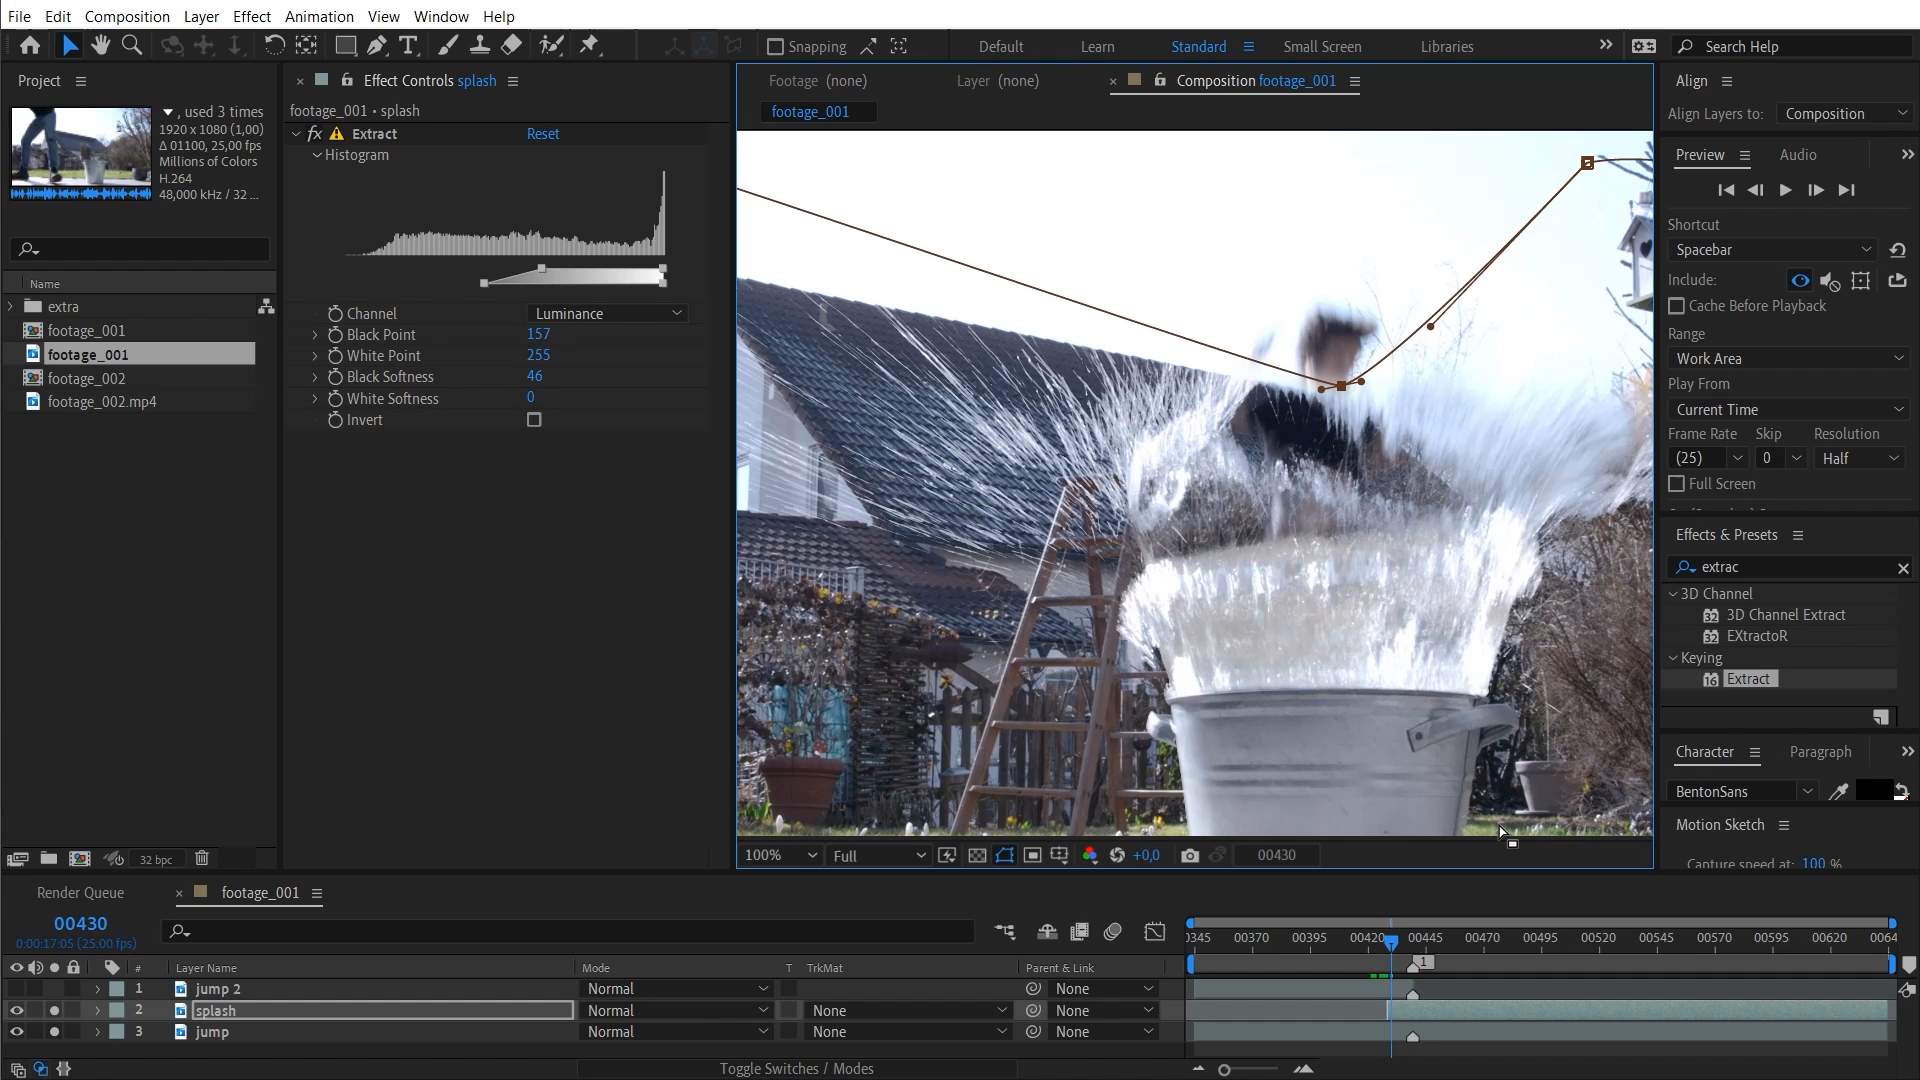 File Edit Composition Layer Effect Animation View Window Help
Snapping Default Learn Standard Small Screen Libraries Search Help
Project
, used 3 times
1920 x 1080 (1,00)
Δ 01100, 25,00 fps
Millions of Colors
H.264
48,000 kHz / 32 ...
Name
extra
footage_001
footage_001
footage_002
footage_002.mp4
32 bpc
Effect Controls splash
footage_001 • splash
fx Extract Reset
Histogram
Channel Luminance
Black Point 157
White Point 255
Black Softness 46
White Softness 0
Invert
Footage (none) Layer (none) Composition footage_001
footage_001
100% Full +0,0 00430
Align
Align Layers to: Composition
Preview Audio
Shortcut
Spacebar
Include:
Cache Before Playback
Range
Work Area
Play From
Current Time
Frame Rate Skip Resolution
(25) 0 Half
Full Screen
Effects & Presets
extrac
3D Channel
32 3D Channel Extract
32 EXtractoR
Keying
16 Extract
Character Paragraph
BentonSans
Motion Sketch
Capture speed at: 100 %
Render Queue footage_001
00430
0:00:17:05 (25.00 fps)
0345 00370 00395 00420 00445 00470 00495 00520 00545 00570 00595 00620 0064
1
# Layer Name Mode T TrkMat Parent & Link
1 jump 2 Normal None
2 splash Normal None None
3 jump Normal None None
Toggle Switches / Modes